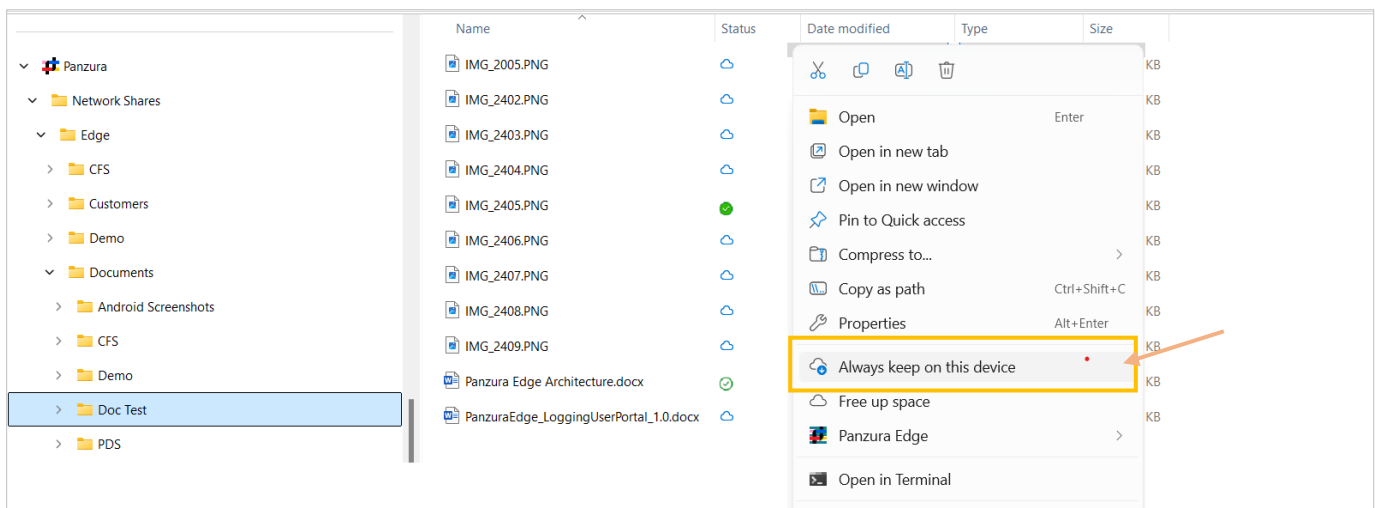 Name Status Date modified Type Size
Panzura
Network Shares
Edge
CFS
Customers
Demo
Documents
Android Screenshots
CFS
Demo
Doc Test
PDS
IMG_2005.PNG KB
IMG_2402.PNG KB
IMG_2403.PNG KB
IMG_2404.PNG KB
IMG_2405.PNG KB
IMG_2406.PNG KB
IMG_2407.PNG KB
IMG_2408.PNG KB
IMG_2409.PNG KB
Panzura Edge Architecture.docx KB
PanzuraEdge_LoggingUserPortal_1.0.docx KB
Open Enter
Open in new tab
Open in new window
Pin to Quick access
Compress to...
Copy as path Ctrl+Shift+C
Properties Alt+Enter
Always keep on this device
Free up space
Panzura Edge
Open in Terminal